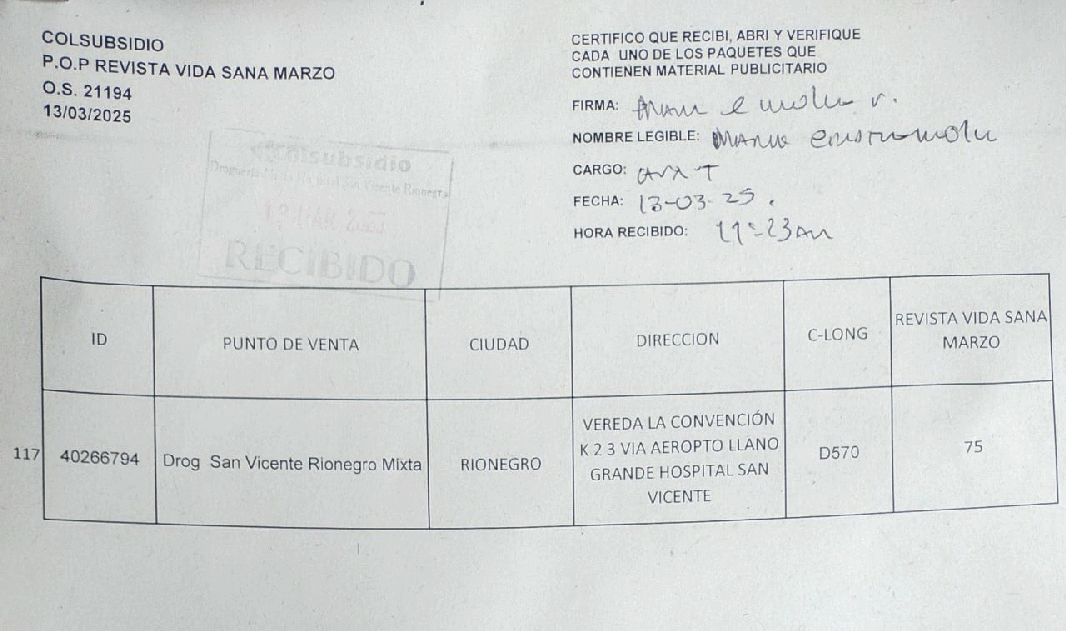 COLSUBSIDIO
P.O.P REVISTA VIDA SANA MARZO
O.S. 21194
13/03/2025
CERTIFICO QUE RECIBI, ABRI Y VERIFIQUE
CADA UNO DE LOS PAQUETES QUE
CONTIENEN MATERIAL PUBLICITARIO
FIRMA:
NOMBRE LEGIBLE:
CARGO:
FECHA: 13-03-25.
HORA RECIBIDO: 11:23am
colsubsidio
San Vicente Rionegro
RECIBIDO
ID
PUNTO DE VENTA
CIUDAD
DIRECCION
C-LONG
REVISTA VIDA SANA
MARZO
117
40266794
Drog San Vicente Rionegro Mixta
RIONEGRO
VEREDA LA CONVENCIÓN
K 2 3 VIA AEROPTO LLANO
GRANDE HOSPITAL SAN
VICENTE
D570
75